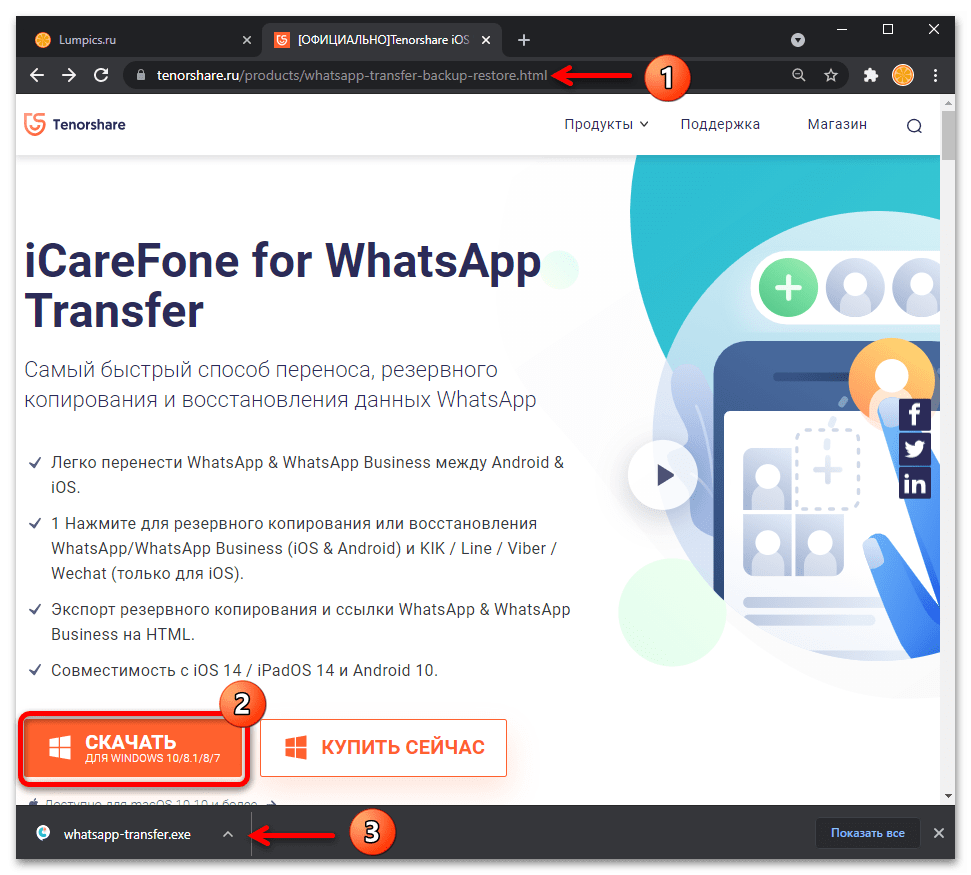 Lumpics.ru
[ОФИЦИАЛЬНО]Tenorshare iOS
tenorshare.ru/products/whatsapp-transfer-backup-restore.html
1
Tenorshare
Продукты
Поддержка
Магазин
iCareFone for WhatsApp
Transfer
Самый быстрый способ переноса, резервного
копирования и восстановления данных WhatsApp
Легко перенести WhatsApp & WhatsApp Business между Android &
iOS.
1 Нажмите для резервного копирования или восстановления
WhatsApp/WhatsApp Business (iOS & Android) и KIK / Line / Viber /
Wechat (только для iOS).
Экспорт резервного копирования и ссылки WhatsApp & WhatsApp
Business на HTML.
Совместимость с iOS 14 / iPadOS 14 и Android 10.
2
СКАЧАТЬ
ДЛЯ WINDOWS 10/8.1/8/7
КУПИТЬ СЕЙЧАС
Доступно для macOS 10.10 и более
whatsapp-transfer.exe
3
Показать все